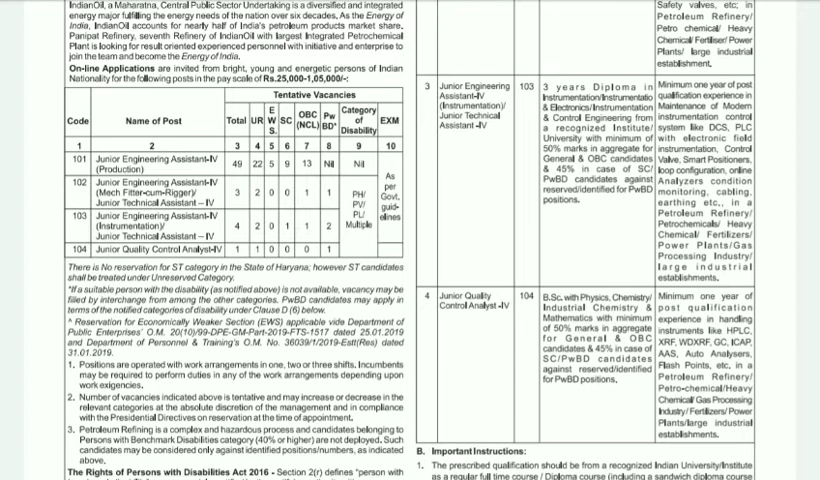 IndianOil, a Maharatna, Central Public Sector Undertaking is a diversified and integrated
energy major fulfilling the energy needs of the nation over six decades, As the Energy of
India, IndianOil accounts for nearly half of India's petroleum products market share.
Panipat Refinery, seventh Refinery of IndianOil with largest Integrated Petrochemical
Plant is looking for result oriented experienced personnel with initiative and enterprise to
join the team and become the Energy of India.
On-line Applications are invited from bright, young and energetic persons of Indian
Nationality for the following posts in the pay scale of Rs.25,000-1,05,000/-:
Tentative Vacancies
Code Name of Post Total UR E W S. SC OBC (NCL) Pw BD* Category of Disability EXM
1 2 3 4 5 6 7 8 9 10
101 Junior Engineering Assistant-IV (Production) 49 22 5 9 13 Nil Nil
102 Junior Engineering Assistant-IV
(Mech Fitter-cum-Rigger)/
Junior Technical Assistant – IV 3 2 0 0 1 1
103 Junior Engineering Assistant-IV
(Instrumentation)/
Junior Technical Assistant – IV 4 2 0 1 1 2
PH/ PV/ PL/ Multiple
As per Govt. guid- elines
104 Junior Quality Control Analyst-IV 1 1 0 0 0 1
There is No reservation for ST category in the State of Haryana; however ST candidates
shall be treated under Unreserved Category.
*If a suitable person with the disability (as notified above) is not available, vacancy may be
filled by interchange from among the other categories. PwBD candidates may apply in
terms of the notified categories of disability under Clause D (6) below.
^ Reservation for Economically Weaker Section (EWS) applicable vide Department of
Public Enterprises' O.M. 20(10)/99-DPE-GM-Part-2019-FTS-1517 dated 25.01.2019
and Department of Personnel & Training's O.M. No. 36039/1/2019-Estt(Res) dated
31.01.2019.
1. Positions are operated with work arrangements in one, two or three shifts. Incumbents
may be required to perform duties in any of the work arrangements depending upon
work exigencies.
2. Number of vacancies indicated above is tentative and may increase or decrease in the
relevant categories at the absolute discretion of the management and in compliance
with the Presidential Directives on reservation at the time of appointment.
3. Petroleum Refining is a complex and hazardous process and candidates belonging to
Persons with Benchmark Disabilities category (40% or higher) are not deployed. Such
candidates may be considered only against identified positions/numbers, as indicated
above.
The Rights of Persons with Disabilities Act 2016 - Section 2(r) defines "person with
Safety valves, etc; in
Petroleum Refinery/
Petro chemical/ Heavy
Chemical/ Fertiliser/ Power
Plants/ large industrial
establishment.
3 Junior Engineering
Assistant-IV
(Instrumentation)/
Junior Technical
Assistant -IV
103
3 years Diploma in
Instrumentation/Instrumentatio
& Electronics/Instrumentation
& Control Engineering from
a recognized Institute/
University with minimum of
50% marks in aggregate for
General & OBC candidates
& 45% in case of SC/
PwBD candidates against
reserved/identified for PwBD
positions.
Minimum one year of post
qualification experience in
Maintenance of Modern
instrumentation control
system like DCS, PLC
with electronic field
instrumentation, Control
Valve, Smart Positioners,
loop configuration, online
Analyzers condition
monitoring, cabling,
earthing etc., in a
Petroleum Refinery/
Petrochemicals/ Heavy
Chemical/ Fertilizers/
Power Plants/Gas
Processing Industry/
large industrial
establishments.
4 Junior Quality
Control Analyst -IV
104
B.Sc. with Physics, Chemistry/
Industrial Chemistry &
Mathematics with minimum
of 50% marks in aggregate
for General & OBC
candidates & 45% in case of
SC/PwBD candidates
against reserved/identified
for PwBD positions.
Minimum one year of
post qualification
experience in handling
instruments like HPLC,
XRF, WDXRF, GC, ICAP,
AAS, Auto Analysers,
Flash Points, etc, in a
Petroleum Refinery/
Petro-chemical/Heavy
Chemical/ Gas Processing
Industry/ Fertilizers/ Power
Plants/large industrial
establishments.
B. Important Instructions:
1. The prescribed qualification should be from a recognized Indian University/Institute
as a regular full time course / Diploma course (including a sandwich diploma course